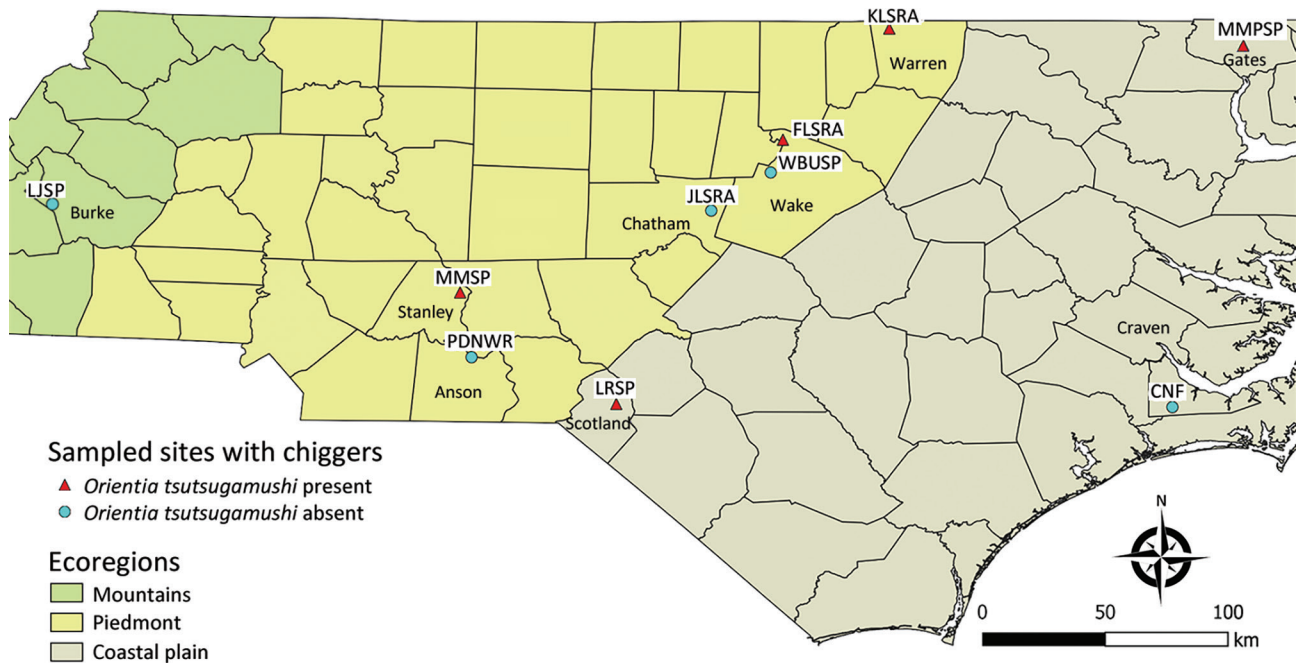 KLSRA
MMPSP
Warren
Gates
FLSRA
WBUSP
LJSP
JLSRA
Burke
Wake
Chatham
MMSP
Stanley
Craven
PDNWR
Anson
LRSP
CNF
Scotland
Sampled sites with chiggers
Orientia tsutsugamushi present
Orientia tsutsugamushi absent
Ecoregions
Mountains
Piedmont
Coastal plain
N
0 50 100
km